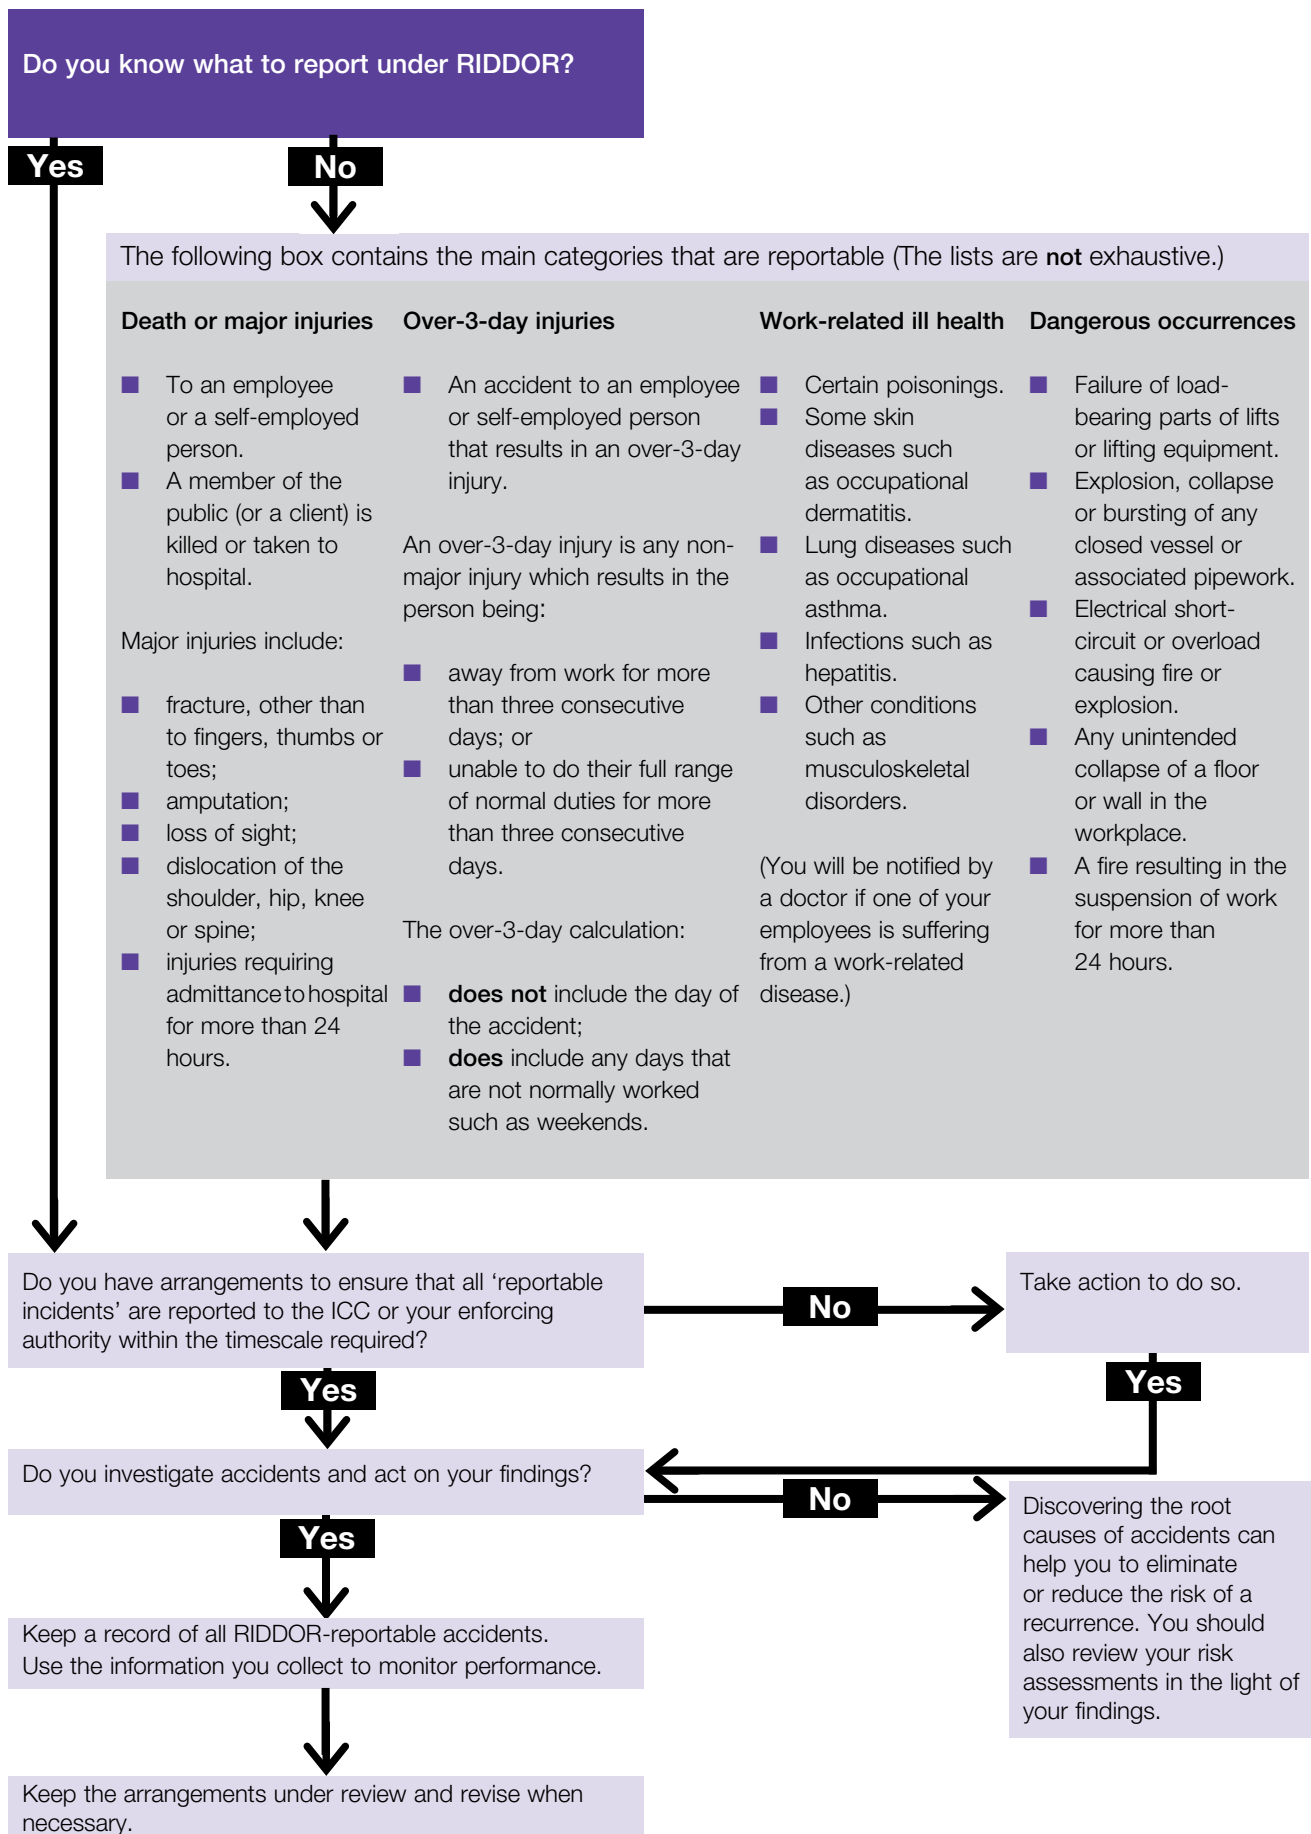 Do you know what to report under RIDDOR?
Yes
No
The following box contains the main categories that are reportable (The lists are not exhaustive.)
Death or major injuries
To an employee
or a self-employed
person.
A member of the
public (or a client) is
killed or taken to
hospital.
Major injuries include:
fracture, other than
to fingers, thumbs or
toes;
amputation;
loss of sight;
dislocation of the
shoulder, hip, knee
or spine;
injuries requiring
admittance to hospital
for more than 24
hours.
Over-3-day injuries
An accident to an employee
or self-employed person
that results in an over-3-day
injury.
An over-3-day injury is any non-
major injury which results in the
person being:
away from work for more
than three consecutive
days; or
unable to do their full range
of normal duties for more
than three consecutive
days.
The over-3-day calculation:
does not include the day of
the accident;
does include any days that
are not normally worked
such as weekends.
Work-related ill health
Certain poisonings.
Some skin
diseases such
as occupational
dermatitis.
Lung diseases such
as occupational
asthma.
Infections such as
hepatitis.
Other conditions
such as
musculoskeletal
disorders.
(You will be notified by
a doctor if one of your
employees is suffering
from a work-related
disease.)
Dangerous occurrences
Failure of load-
bearing parts of lifts
or lifting equipment.
Explosion, collapse
or bursting of any
closed vessel or
associated pipework.
Electrical short-
circuit or overload
causing fire or
explosion.
Any unintended
collapse of a floor
or wall in the
workplace.
A fire resulting in the
suspension of work
for more than
24 hours.
Do you have arrangements to ensure that all ‘reportable
incidents’ are reported to the ICC or your enforcing
authority within the timescale required?
No
Take action to do so.
Yes
Yes
Do you investigate accidents and act on your findings?
No
Discovering the root
causes of accidents can
help you to eliminate
or reduce the risk of a
recurrence. You should
also review your risk
assessments in the light of
your findings.
Yes
Keep a record of all RIDDOR-reportable accidents.
Use the information you collect to monitor performance.
Keep the arrangements under review and revise when
necessary.